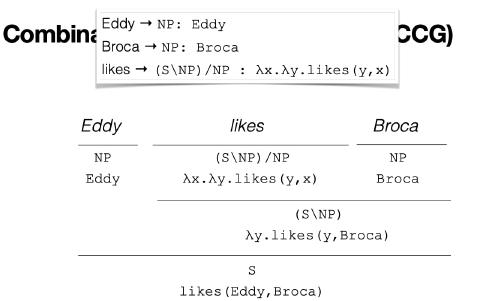 Combina CCG)
Eddy → NP: Eddy
Broca → NP: Broca
likes → (S\NP)/NP : λx.λy.likes(y,x)
Eddy likes Broca
NP (S\NP)/NP NP
Eddy λx.λy.likes(y,x) Broca
(S\NP)
λy.likes(y,Broca)
S
likes(Eddy,Broca)